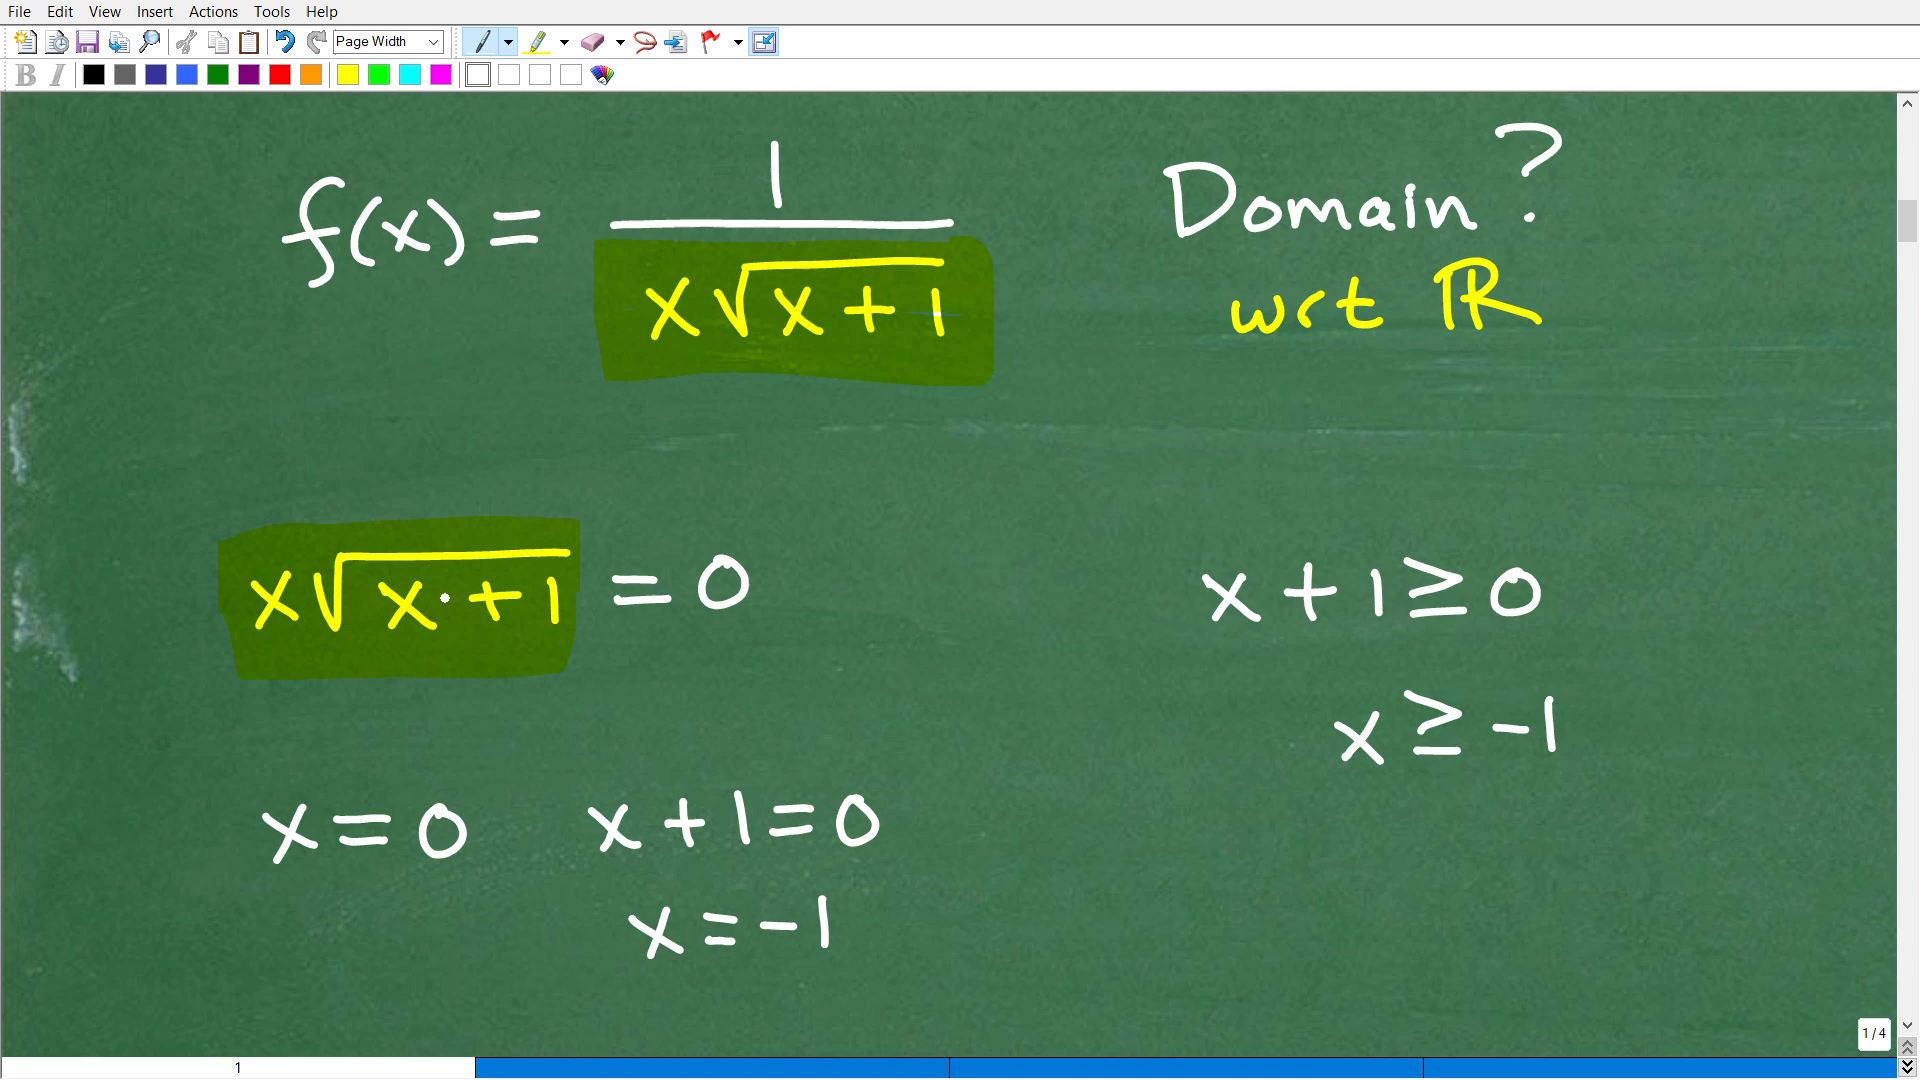 File Edit View Insert Actions Tools Help
Page Width
B I
f(x) = 1 / x√(x + 1)
Domain?
wrt ℝ
x√(x + 1) = 0
x + 1 ≥ 0
x ≥ -1
x = 0
x + 1 = 0
x = -1
1 / 4
1